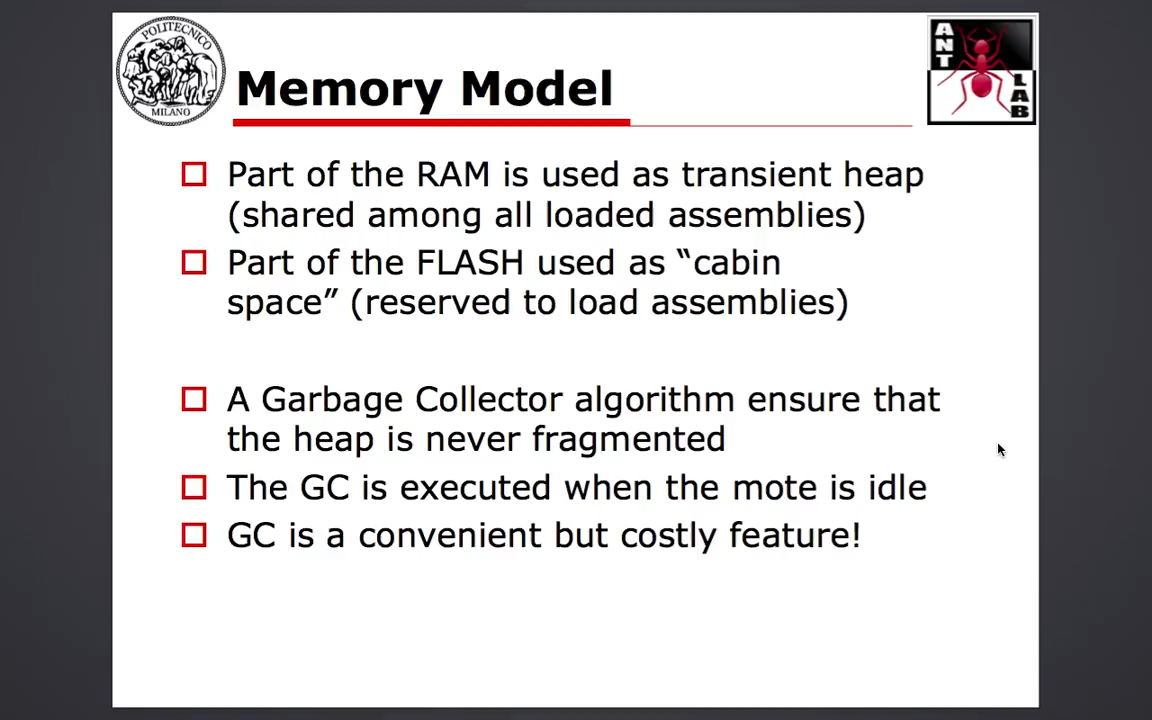 POLITECNICO
MILANO
Memory Model
ANT
LAB
Part of the RAM is used as transient heap
(shared among all loaded assemblies)
Part of the FLASH used as “cabin
space” (reserved to load assemblies)
A Garbage Collector algorithm ensure that
the heap is never fragmented
The GC is executed when the mote is idle
GC is a convenient but costly feature!